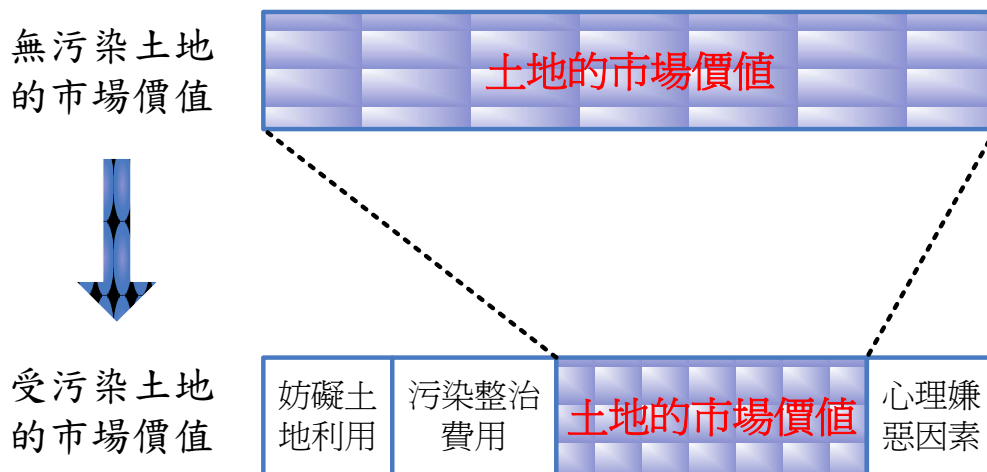 無污染土地
的市場價值
土地的市場價值
受污染土地
的市場價值
妨礙土
地利用
污染整治
費用
土地的市場價值
心理嫌
惡因素